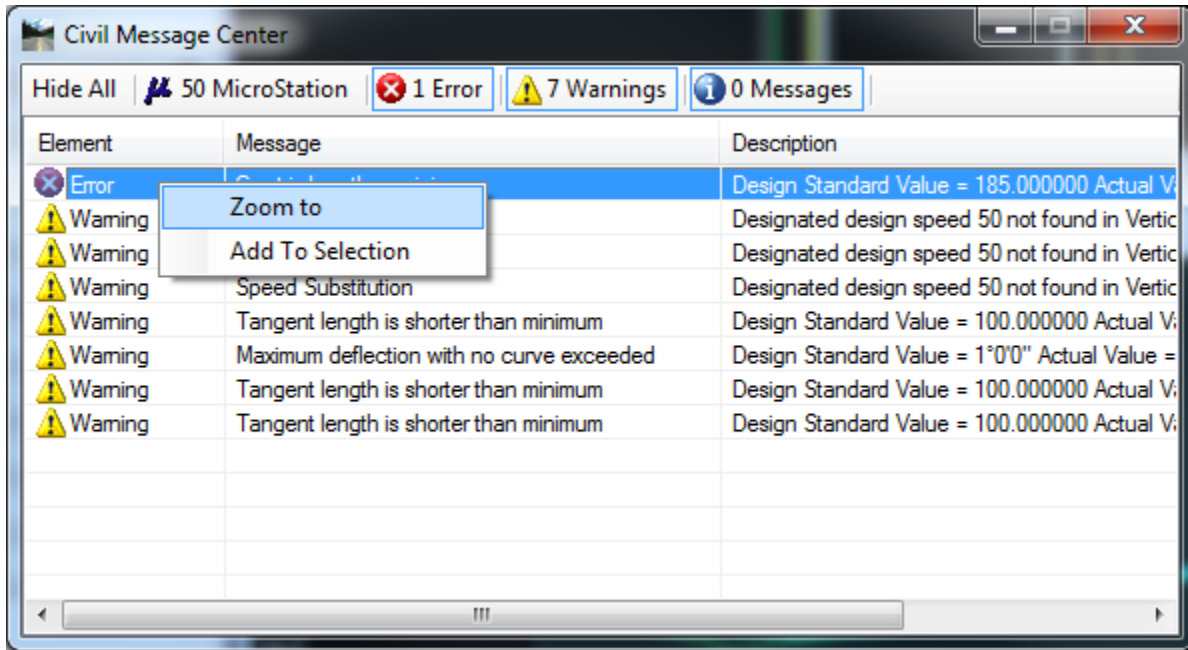 Civil Message Center
Hide All µ 50 MicroStation 1 Error 7 Warnings 0 Messages
Element Message Description
Error Design Standard Value = 185.000000 Actual
Zoom to
Warning Designated design speed 50 not found in
Add To Selection
Warning Designated design speed 50 not found in
Warning Speed Substitution Designated design speed 50 not found in
Warning Tangent length is shorter than minimum Design Standard Value = 100.000000 Actual
Warning Maximum deflection with no curve exceeded Design Standard Value = 1°0'0" Actual Value =
Warning Tangent length is shorter than minimum Design Standard Value = 100.000000 Actual
Warning Tangent length is shorter than minimum Design Standard Value = 100.000000 Actual